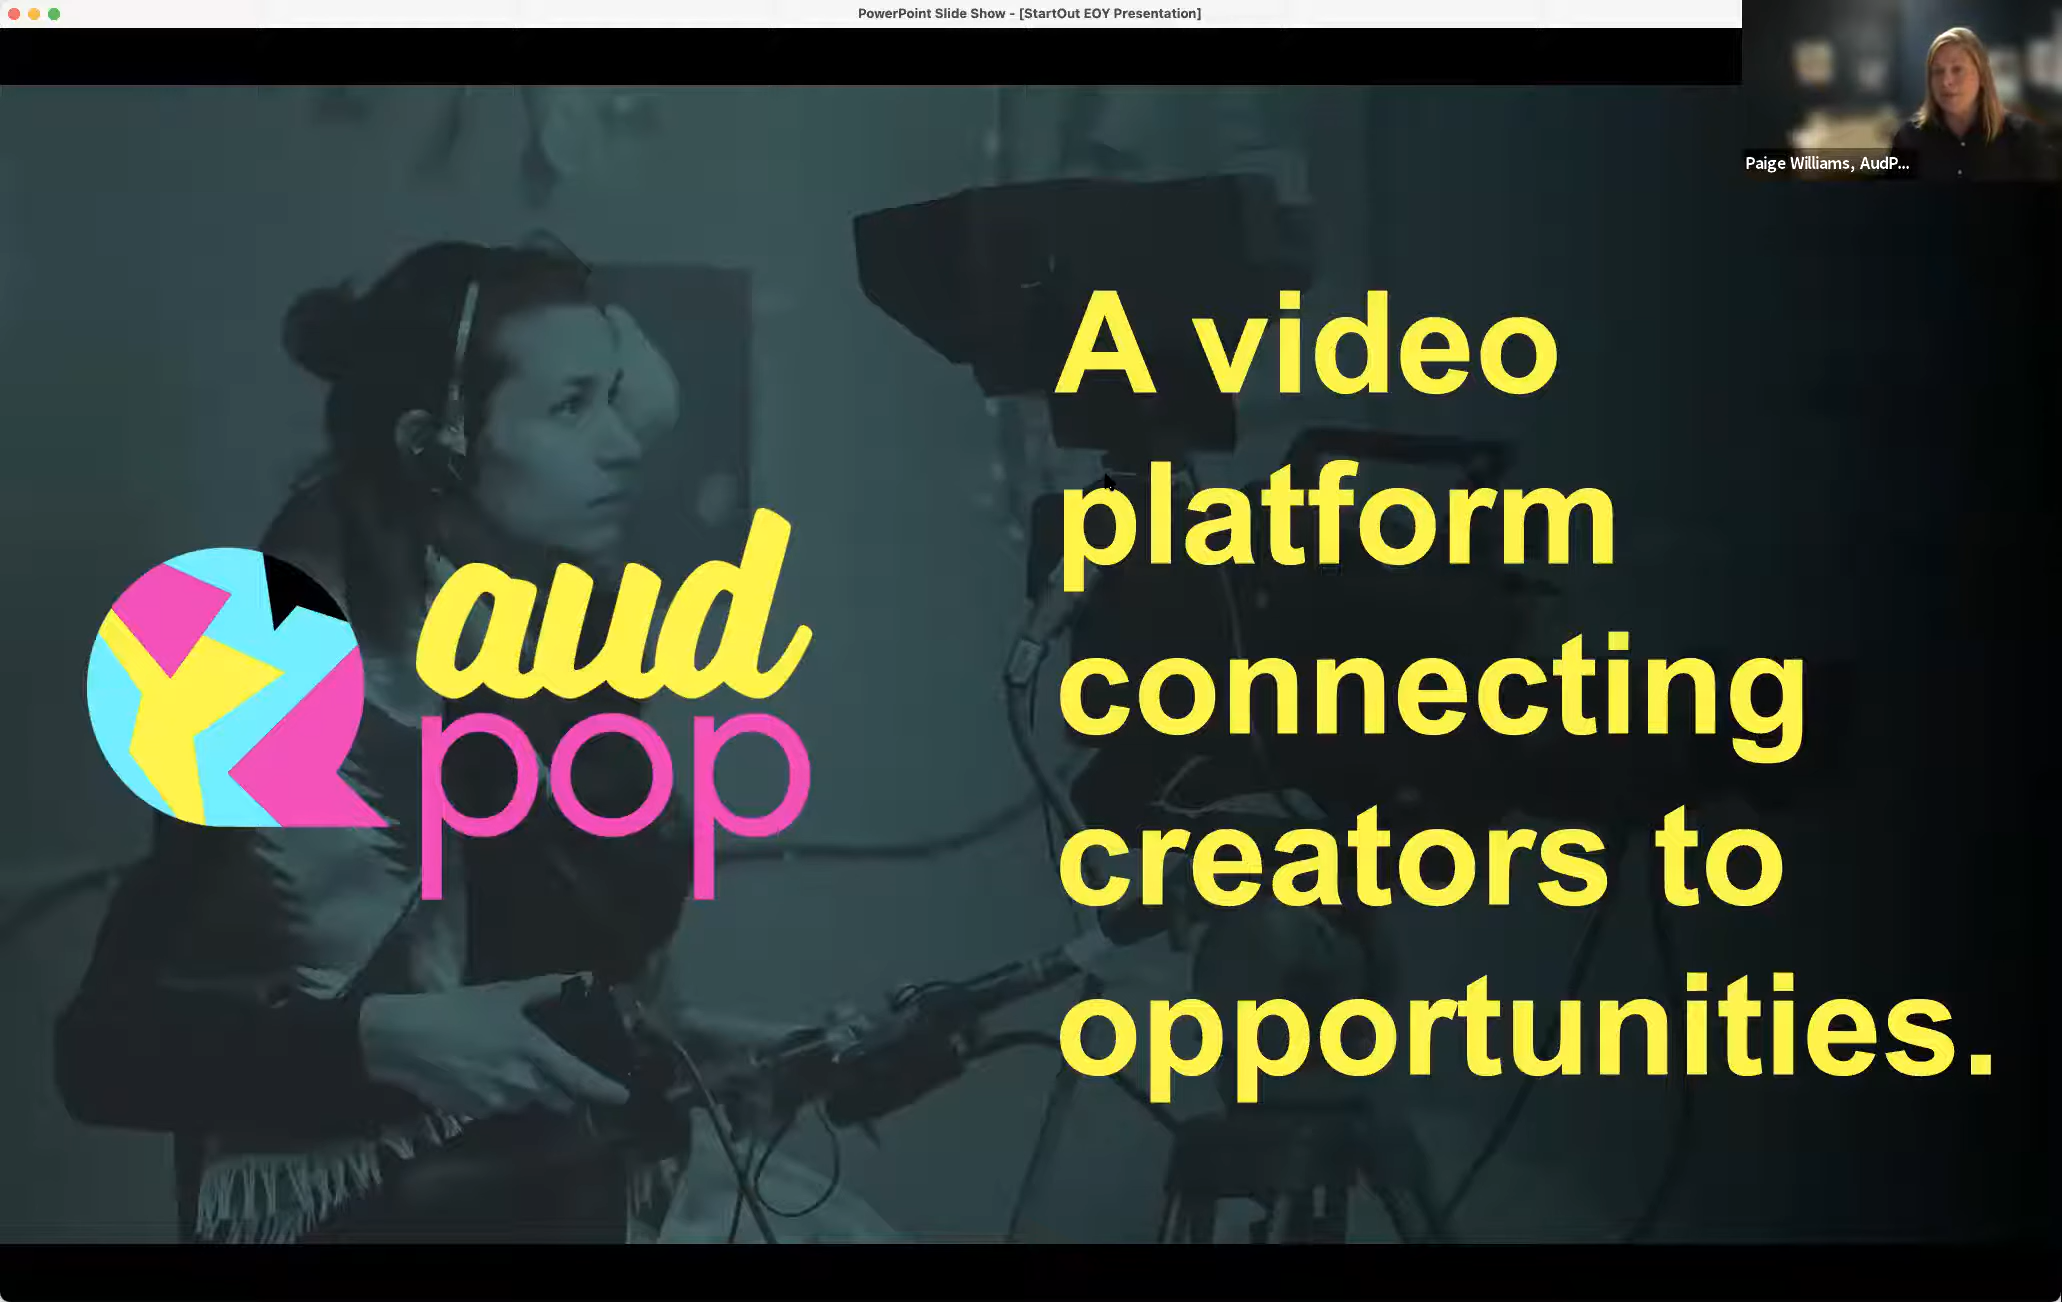 PowerPoint Slide Show - [StartOut EOY Presentation]
Paige Williams, AudP...
A video
platform
connecting
creators to
opportunities.
aud
pop